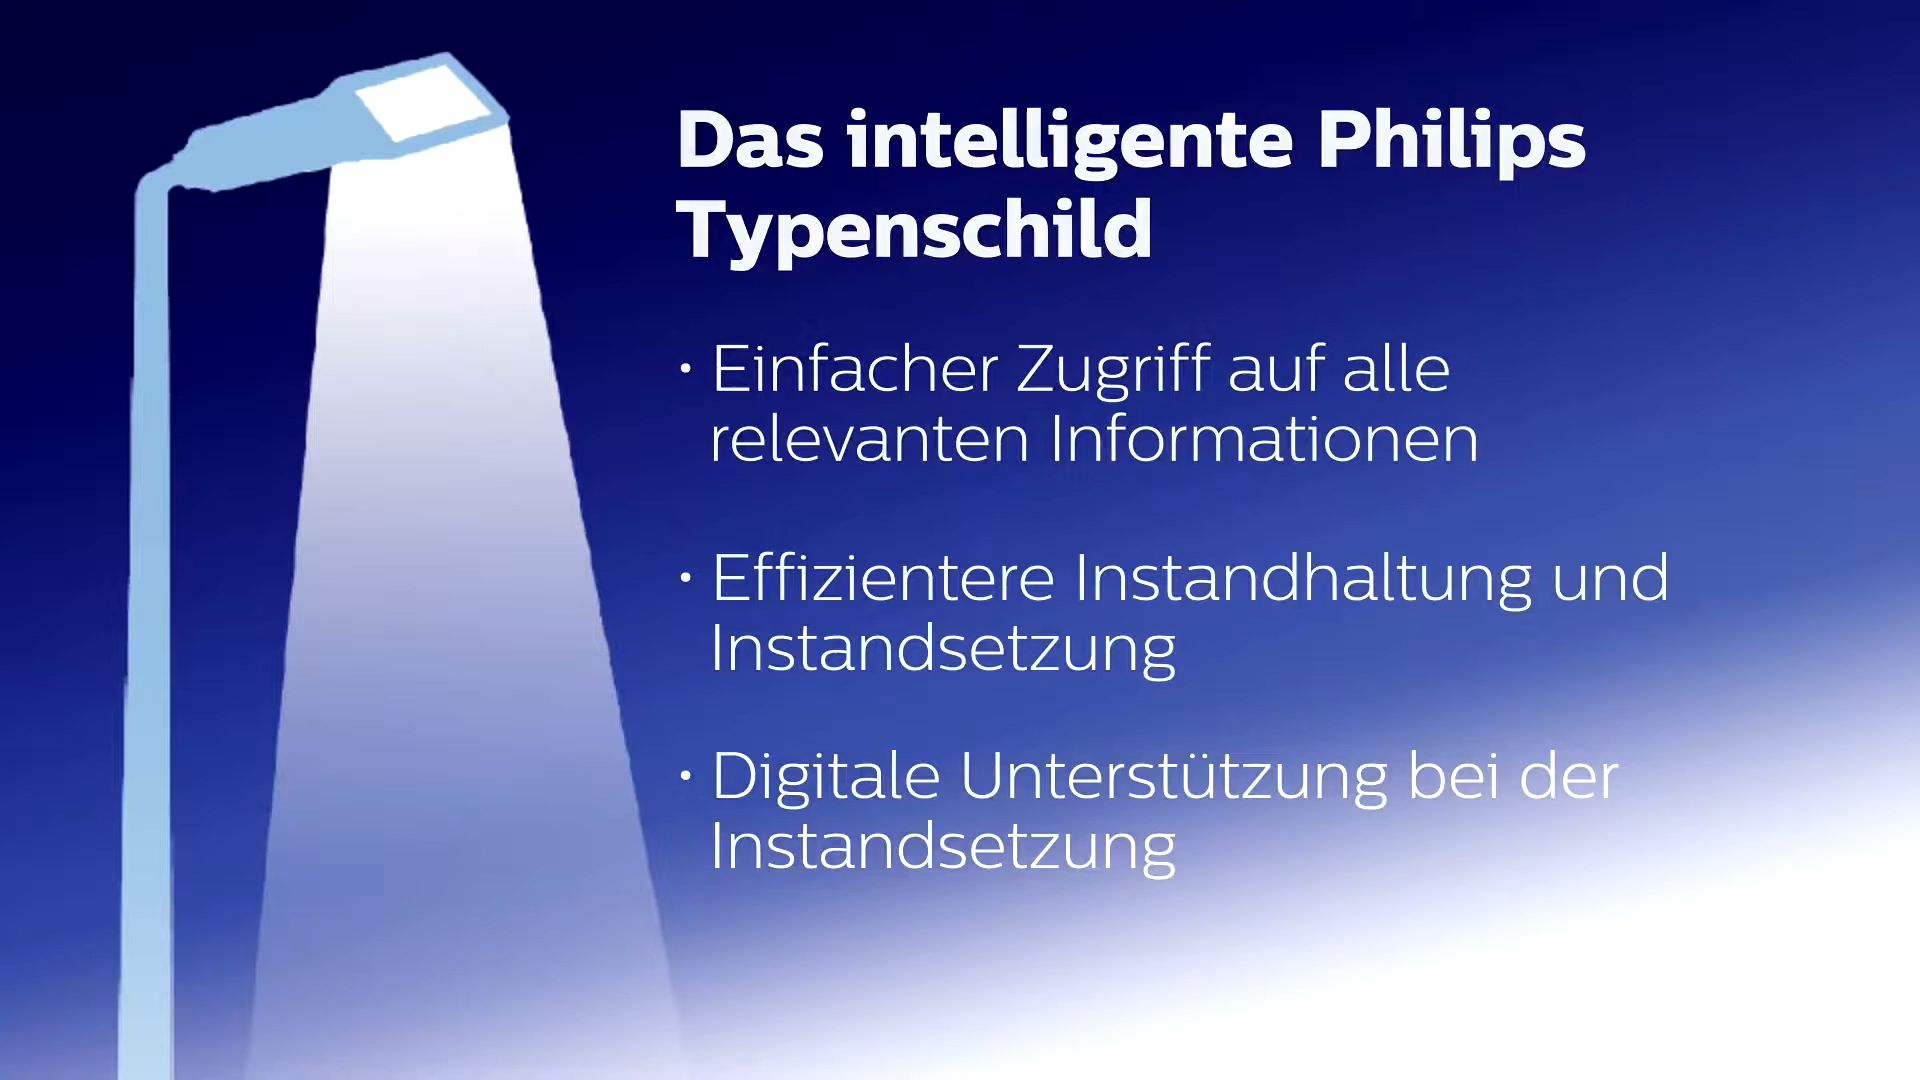 Das intelligente Philips
Typenschild
• Einfacher Zugriff auf alle
relevanten Informationen
• Effizientere Instandhaltung und
Instandsetzung
• Digitale Unterstützung bei der
Instandsetzung